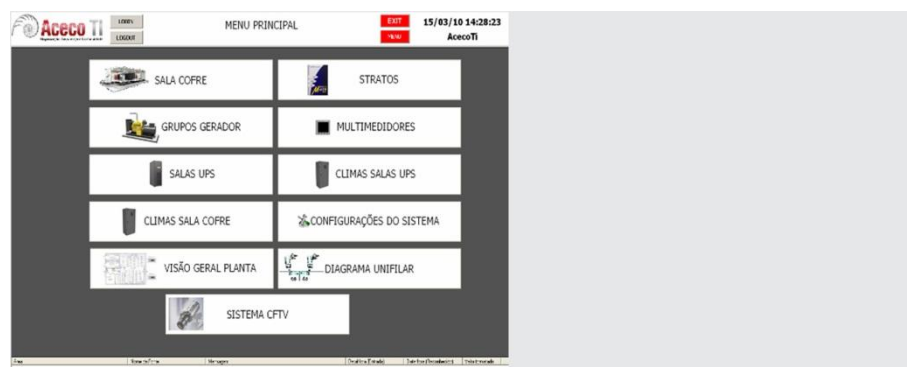 Aceco Ti
LOGIN
LOGOUT
MENU PRINCIPAL
EXIT
MENU
15/03/10 14:28:23
AcecoTi
SALA COFRE
STRATOS
GRUPOS GERADOR
MULTIMEDIDORES
SALAS UPS
CLIMAS SALAS UPS
CLIMAS SALA COFRE
CONFIGURAÇÕES DO SISTEMA
VISÃO GERAL PLANTA
DIAGRAMA UNIFILAR
SISTEMA CFTV